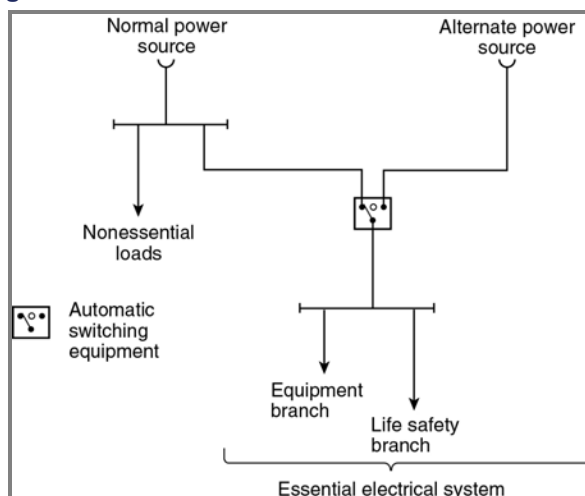 Normal power
source
Alternate power
source
Nonessential
loads
Automatic
switching
equipment
Equipment
branch
Life safety
branch
Essential electrical system